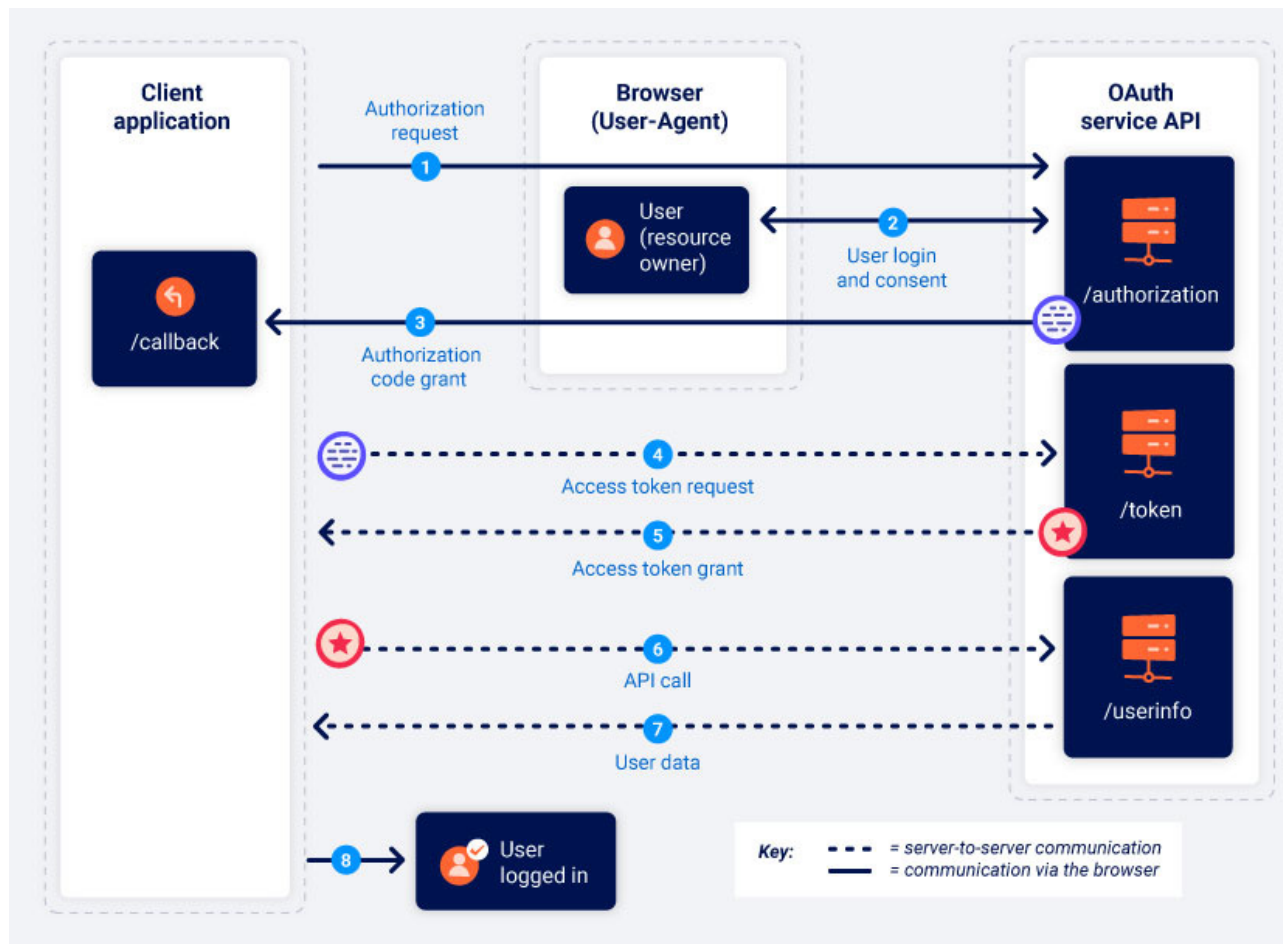 Client
application
Browser
(User-Agent)
OAuth
service API
Authorization
request
1
User
(resource
owner)
2
User login
and consent
/authorization
/callback
3
Authorization
code grant
4
Access token request
/token
5
Access token grant
6
API call
/userinfo
7
User data
8
User
logged in
Key:
= server-to-server communication
= communication via the browser